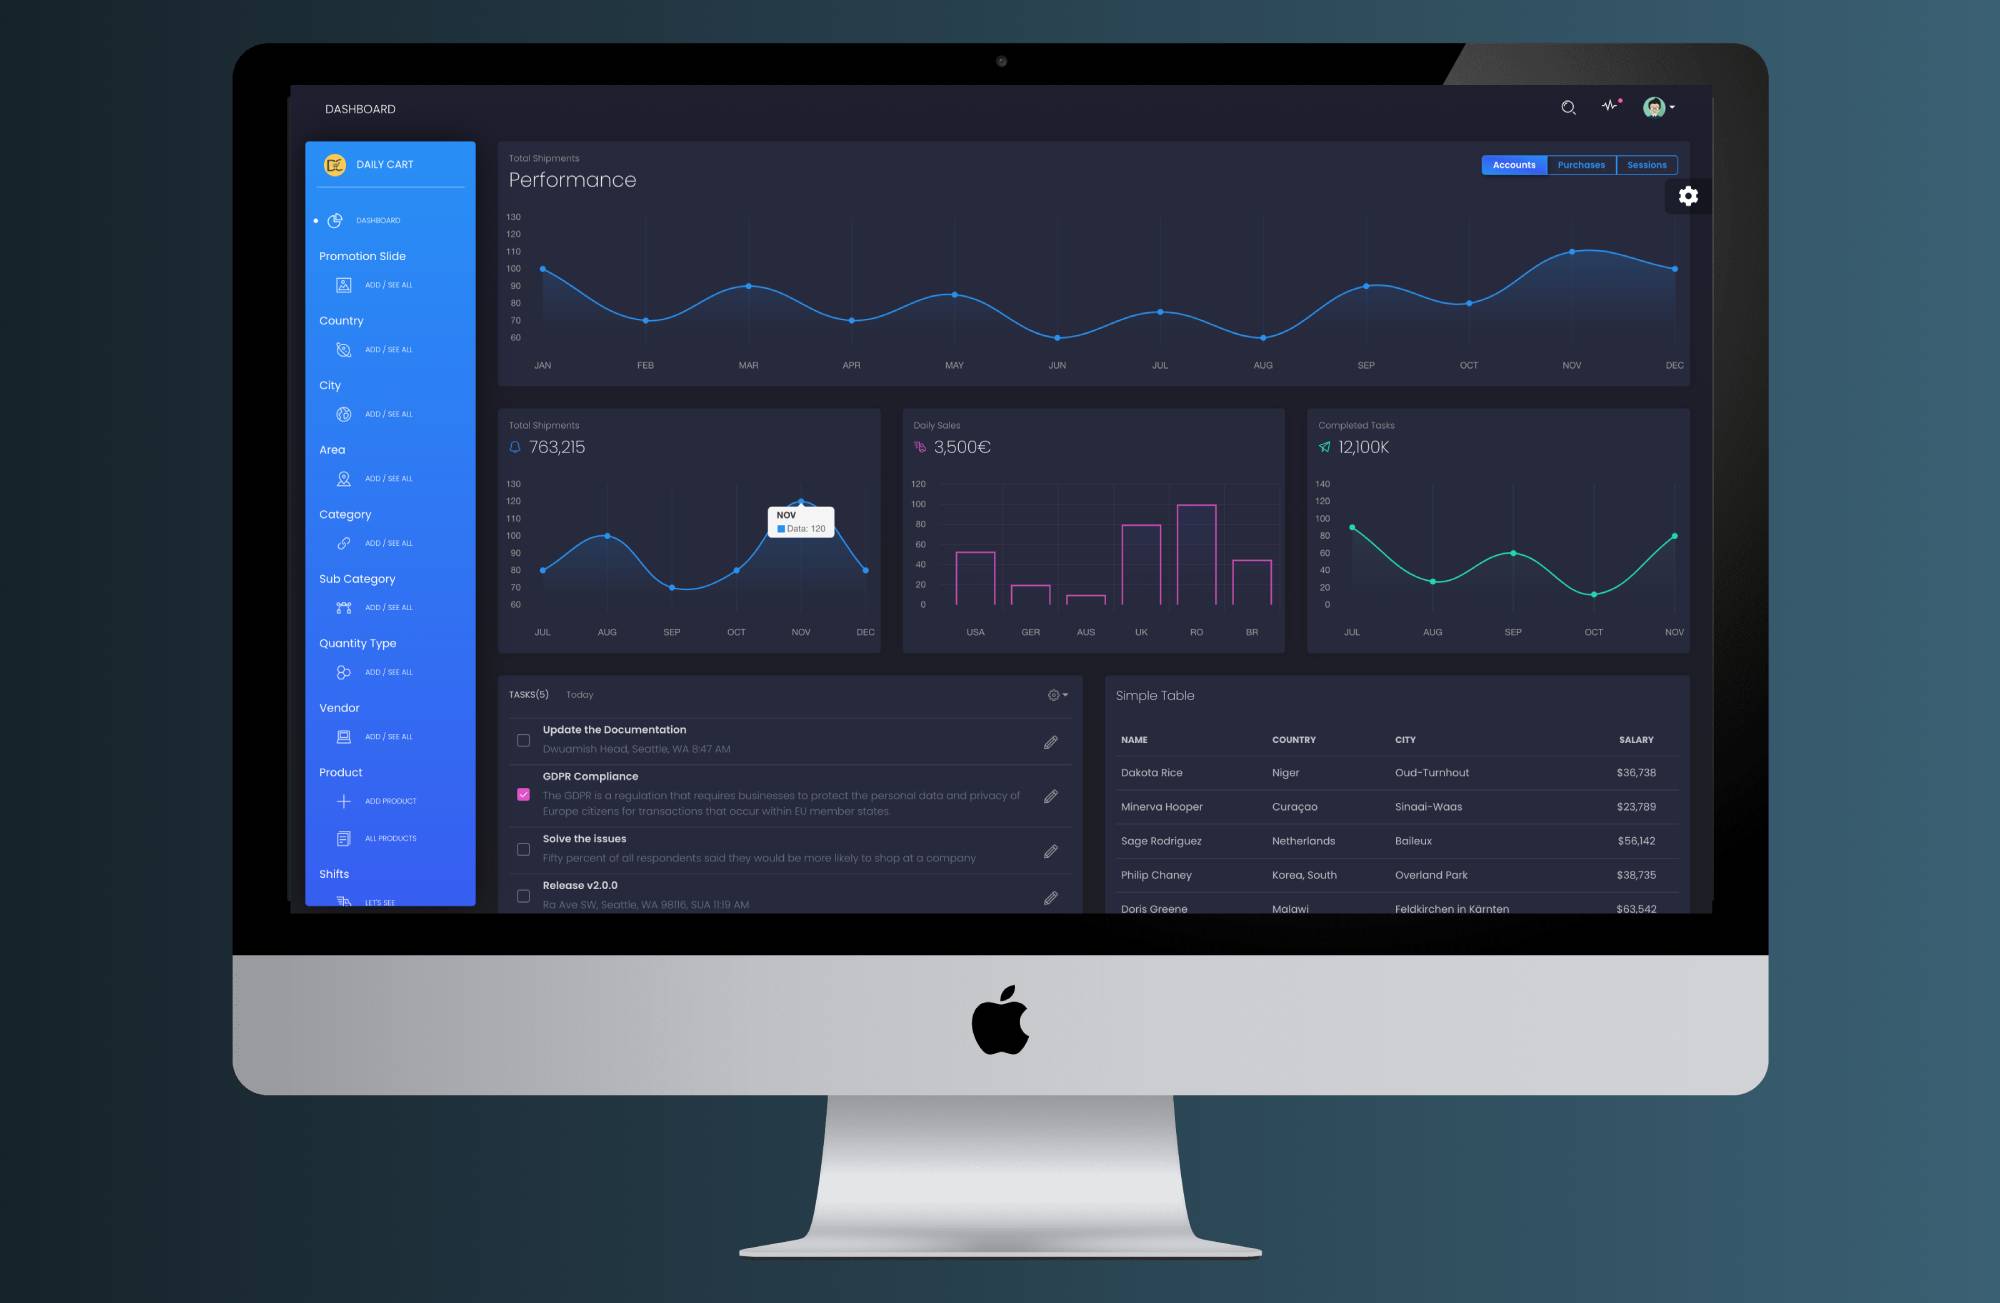 DASHBOARD
DAILY CART
DASHBOARD
Promotion Slide
ADD / SEE ALL
Country
ADD / SEE ALL
City
ADD / SEE ALL
Area
ADD / SEE ALL
Category
ADD / SEE ALL
Sub Category
ADD / SEE ALL
Quantity Type
ADD / SEE ALL
Vendor
ADD / SEE ALL
Product
ADD PRODUCT
ALL PRODUCTS
Shifts
LET'S SEE
Total Shipments
Performance
Accounts Purchases Sessions
130
120
110
100
90
80
70
60
JAN FEB MAR APR MAY JUN JUL AUG SEP OCT NOV DEC
Total Shipments
763,215
130
120
110
100
90
80
70
60
NOV
Data: 120
JUL AUG SEP OCT NOV DEC
Daily Sales
3,500€
120
100
80
60
40
20
0
USA GER AUS UK RO BR
Completed Tasks
12,100K
140
120
100
80
60
40
20
0
JUL AUG SEP OCT NOV
TASKS(5) Today
Update the Documentation
Dwuamish Head, Seattle, WA 8:47 AM
GDPR Compliance
The GDPR is a regulation that requires businesses to protect the personal data and privacy of
Europe citizens for transactions that occur within EU member states.
Solve the issues
Fifty percent of all respondents said they would be more likely to shop at a company
Release v2.0.0
Ra Ave SW, Seattle, WA 98116, SUA 11:19 AM
Simple Table
NAME COUNTRY CITY SALARY
Dakota Rice Niger Oud-Turnhout $36,738
Minerva Hooper Curaçao Sinaai-Waas $23,789
Sage Rodriguez Netherlands Baileux $56,142
Philip Chaney Korea, South Overland Park $38,735
Doris Greene Malawi Feldkirchen in Kärnten $63,542